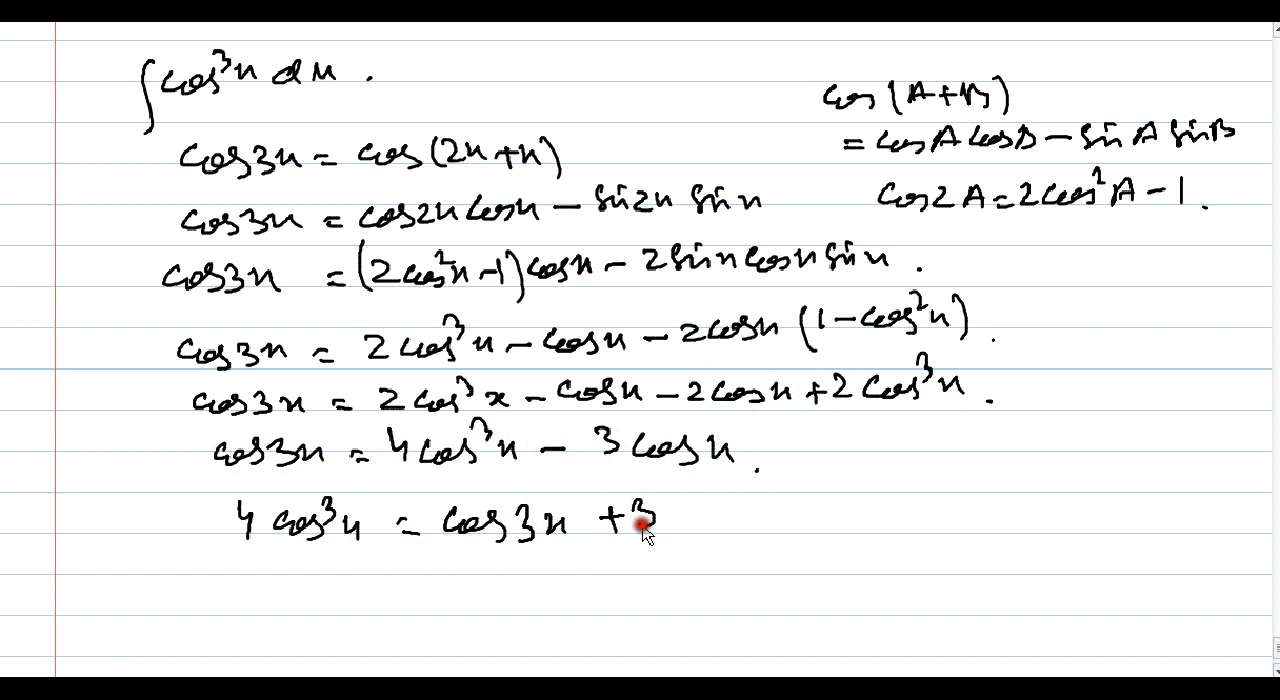 ∫cos³x dx .
cos(A+B)
= cosA cosB − sinA sinB
cos2A = 2cos²A − 1 .
cos3x = cos(2x+x)
cos3x = cos2x cosx − sin2x sinx
cos3x = (2cos²x − 1)cosx − 2sinx cosx sinx .
cos3x = 2cos³x − cosx − 2cosx (1 − cos²x) .
cos3x = 2cos³x − cosx − 2cosx + 2cos³x .
cos3x = 4cos³x − 3cosx .
4cos³x = cos3x + 3